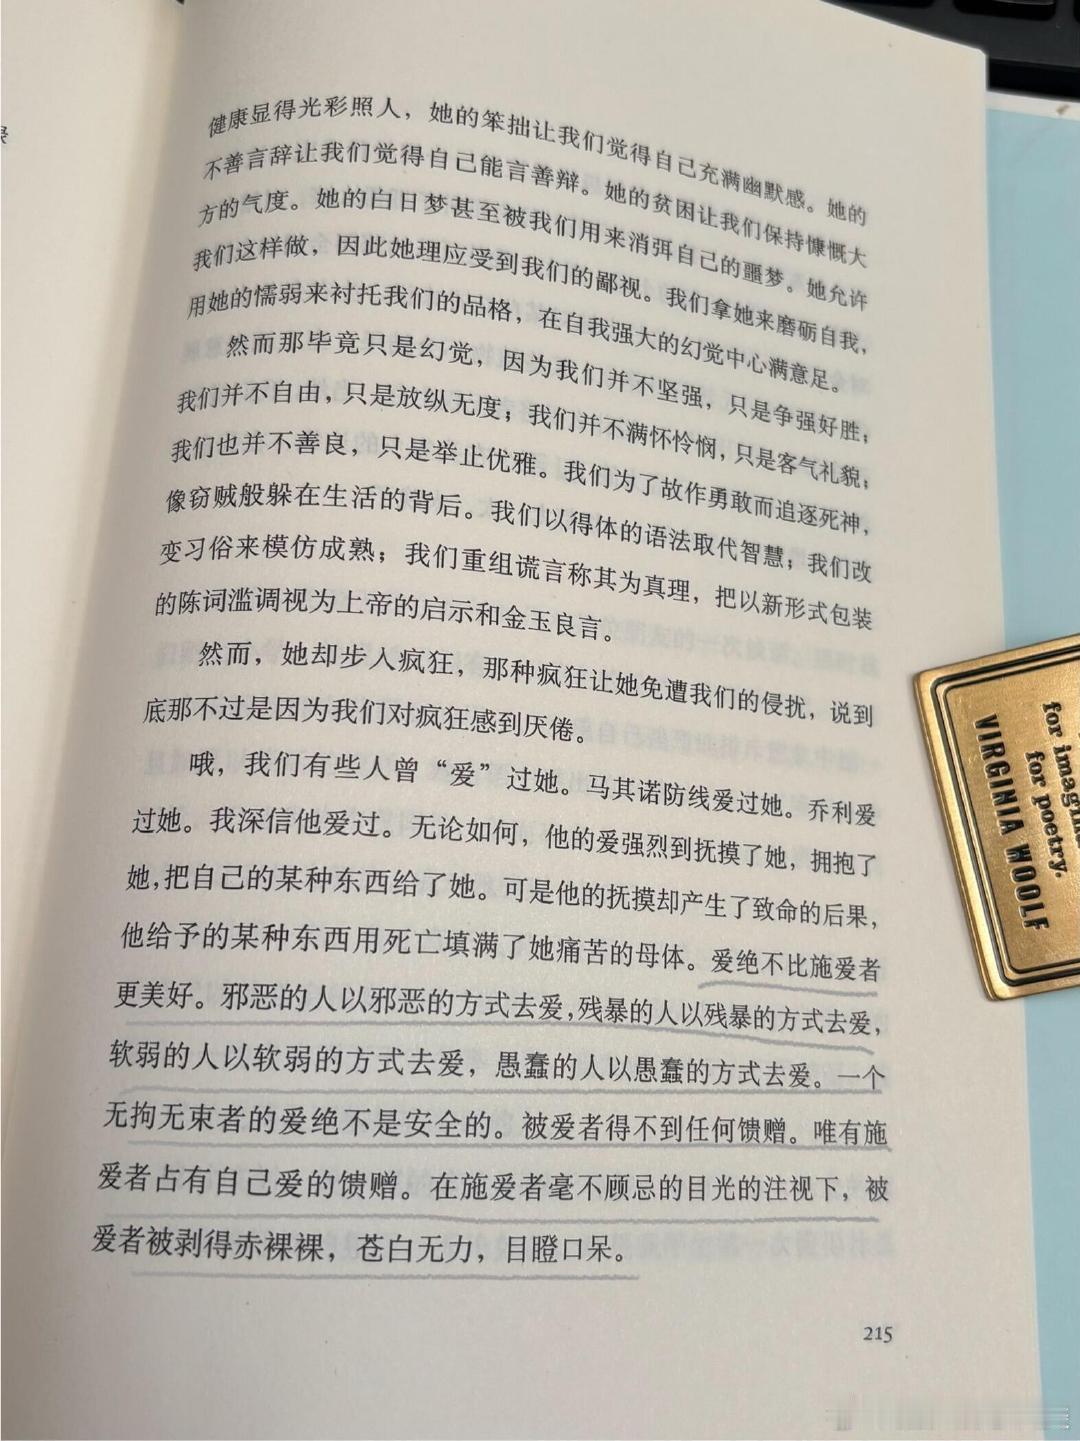 健康显得光彩照人，她的笨拙让我们觉得自己充满幽默感。她的
不善言辞让我们觉得自己能言善辩。她的贫困让我们保持慷慨大
方的气度。她的白日梦甚至被我们用来消弭自己的噩梦。她允许
我们这样做，因此她理应受到我们的鄙视。我们拿她来磨砺自我，
用她的懦弱来衬托我们的品格，在自我强大的幻觉中心满意足。
然而那毕竟只是幻觉，因为我们并不坚强，只是争强好胜；
我们并不自由，只是放纵无度；我们并不满怀怜悯，只是客气礼貌；
我们也并不善良，只是举止优雅。我们为了故作勇敢而追逐死神，
像窃贼般躲在生活的背后。我们以得体的语法取代智慧；我们改
变习俗来模仿成熟；我们重组谎言称其为真理，把以新形式包装
的陈词滥调视为上帝的启示和金玉良言。
然而，她却步入疯狂，那种疯狂让她免遭我们的侵扰，说到
底那不过是因为我们对疯狂感到厌倦。
哦，我们有些人曾“爱”过她。马其诺防线爱过她。乔利爱
过她。我深信他爱过。无论如何，他的爱强烈到抚摸了她，拥抱了
她，把自己的某种东西给了她。可是他的抚摸却产生了致命的后果，
他给予的某种东西用死亡填满了她痛苦的母体。爱绝不比施爱者
更美好。邪恶的人以邪恶的方式去爱，残暴的人以残暴的方式去爱，
软弱的人以软弱的方式去爱，愚蠢的人以愚蠢的方式去爱。一个
无拘无束者的爱绝不是安全的。被爱者得不到任何馈赠。唯有施
爱者占有自己爱的馈赠。在施爱者毫不顾忌的目光的注视下，被
爱者被剥得赤裸裸，苍白无力，目瞪口呆。
215
for poetry.
VIRGINIA WOOLF